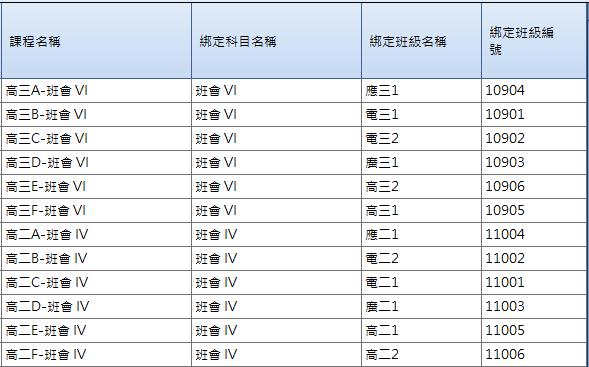 課程名稱 綁定科目名稱 綁定班級名稱 綁定班級編
號
高三A-班會 VI 班會 VI 應三1 10904
高三B-班會 VI 班會 VI 電三1 10901
高三C-班會 VI 班會 VI 電三2 10902
高三D-班會 VI 班會 VI 廣三1 10903
高三E-班會 VI 班會 VI 高三2 10906
高三F-班會 VI 班會 VI 高三1 10905
高二A-班會 IV 班會 IV 應二1 11004
高二B-班會 IV 班會 IV 電二2 11002
高二C-班會 IV 班會 IV 電二1 11001
高二D-班會 IV 班會 IV 廣二1 11003
高二E-班會 IV 班會 IV 高二1 11005
高二F-班會 IV 班會 IV 高二2 11006